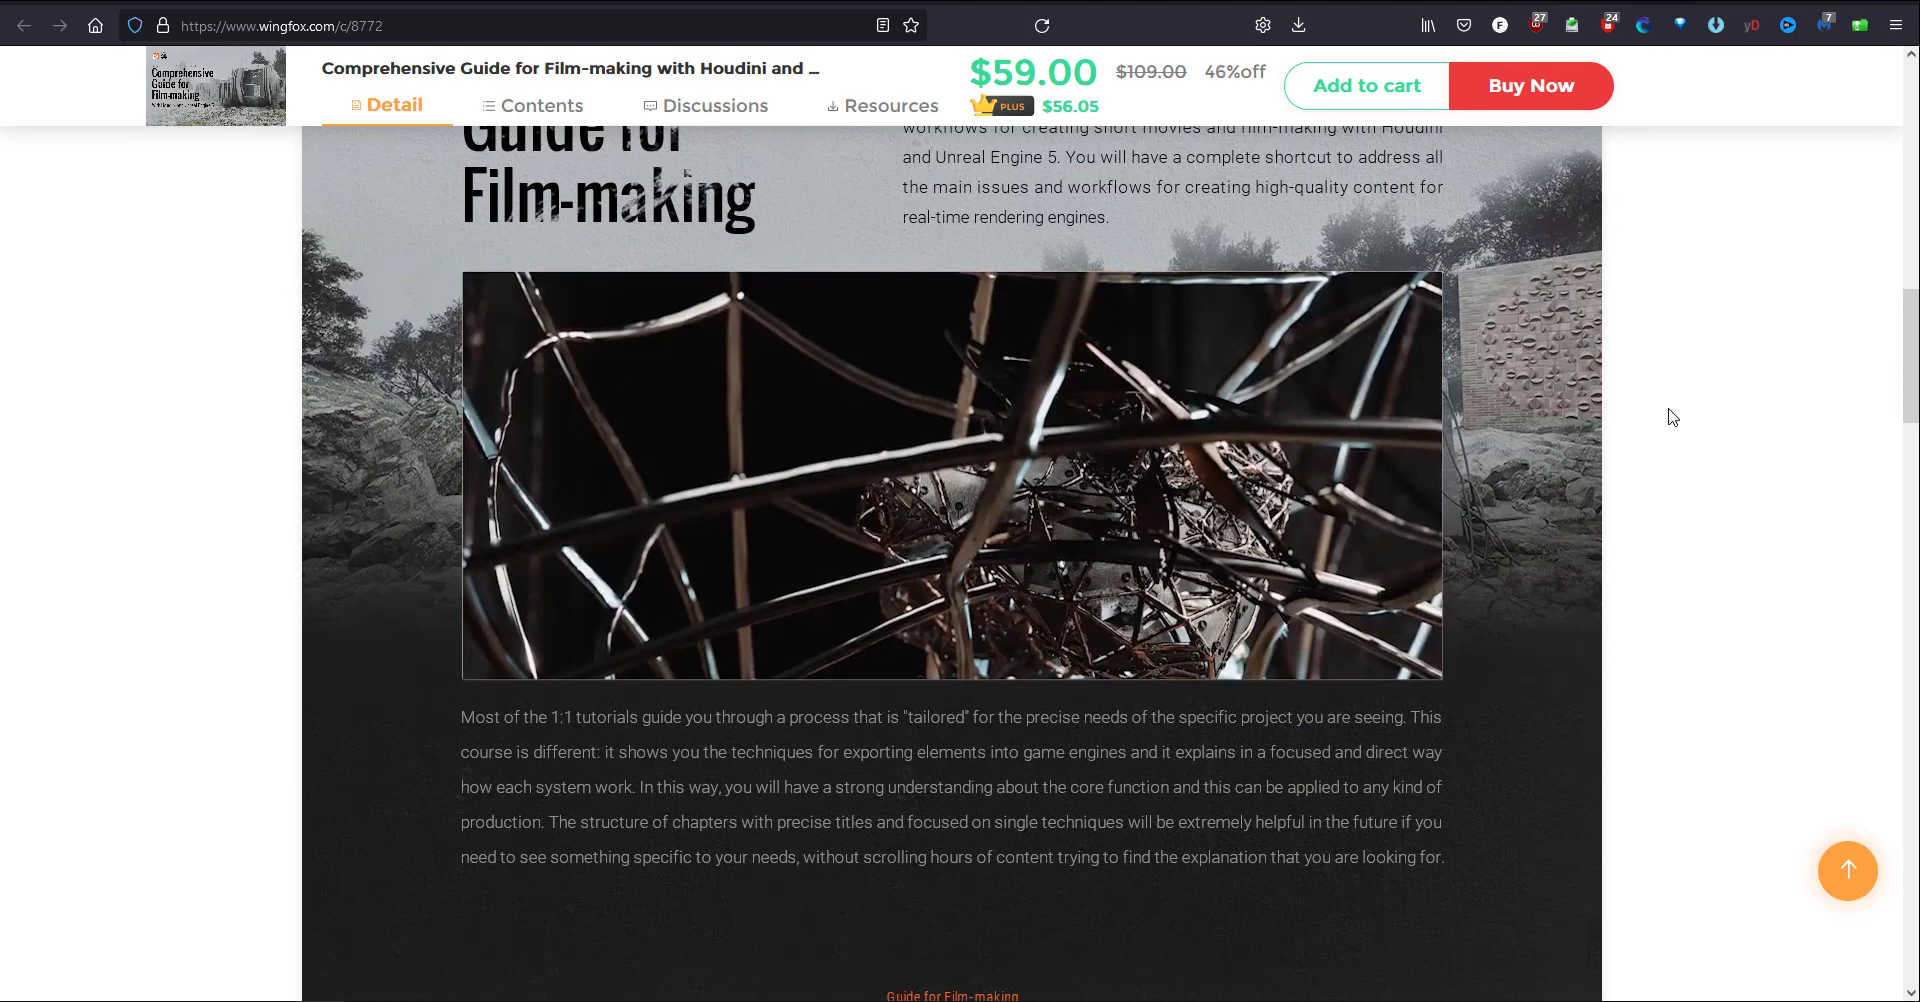 https://www.wingfox.com/c/8772
27
24
yD
7
Comprehensive
Guide for
Film-making
Comprehensive Guide for Film-making with Houdini and ...
Detail
Contents
Discussions
Resources
$59.00
$109.00
46%off
PLUS
$56.05
Add to cart
Buy Now
Guide for
Film-making
workflows for creating short movies and film-making with Houdini
and Unreal Engine 5. You will have a complete shortcut to address all
the main issues and workflows for creating high-quality content for
real-time rendering engines.
Most of the 1:1 tutorials guide you through a process that is "tailored" for the precise needs of the specific project you are seeing. This
course is different: it shows you the techniques for exporting elements into game engines and it explains in a focused and direct way
how each system work. In this way, you will have a strong understanding about the core function and this can be applied to any kind of
production. The structure of chapters with precise titles and focused on single techniques will be extremely helpful in the future if you
need to see something specific to your needs, without scrolling hours of content trying to find the explanation that you are looking for.
Guide for Film-making